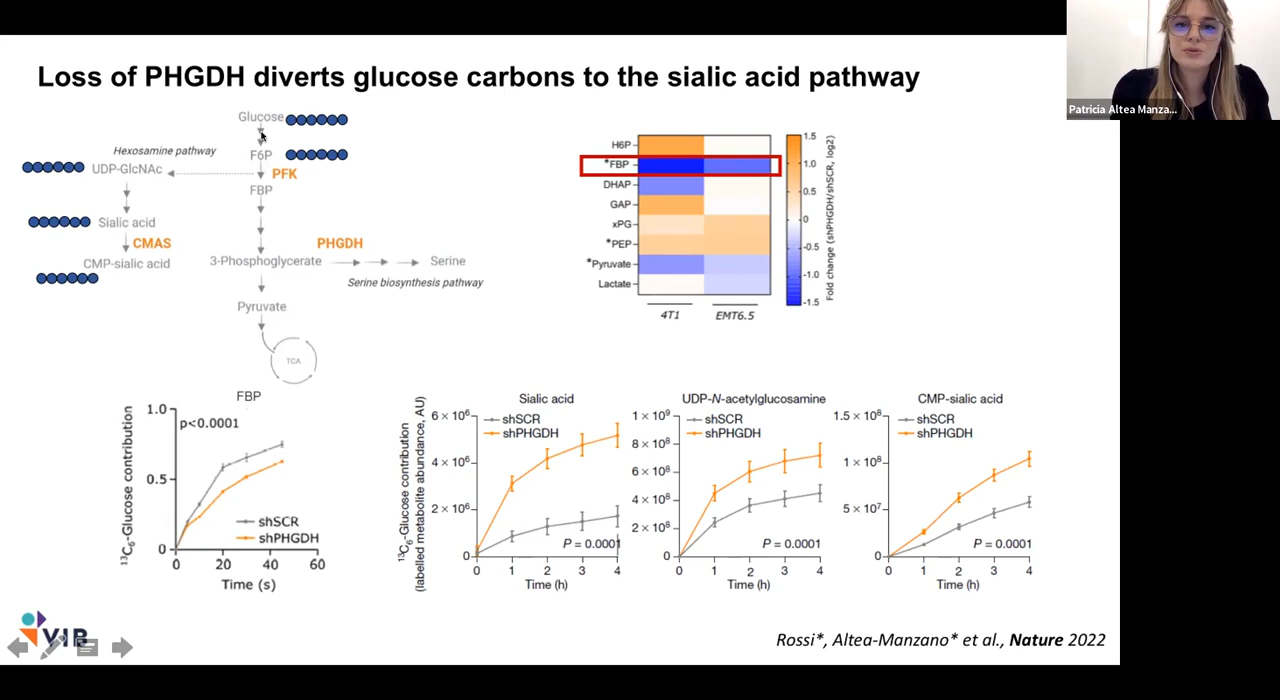 Patricia Altea Manza...
Loss of PHGDH diverts glucose carbons to the sialic acid pathway
Glucose
Hexosamine pathway
F6P
UDP-GlcNAc
PFK
FBP
Sialic acid
CMAS
PHGDH
CMP-sialic acid
3-Phosphoglycerate
Serine
Serine biosynthesis pathway
Pyruvate
TCA
H6P
*FBP
DHAP
GAP
xPG
*PEP
*Pyruvate
Lactate
4T1
EMT6.5
1.5
1.0
0.5
0
-0.5
-1.0
-1.5
Fold change (shPHGDH/shSCR, log2)
FBP
p<0.0001
¹³C₆-Glucose contribution
1.0
0.5
0
shSCR
shPHGDH
0 20 40 60
Time (s)
Sialic acid
¹³C₆-Glucose contribution
(labelled metabolite abundance, AU)
6 × 10⁶
4 × 10⁶
2 × 10⁶
0
shSCR
shPHGDH
P = 0.0001
0 1 2 3 4
Time (h)
UDP-N-acetylglucosamine
1 × 10⁹
8 × 10⁸
6 × 10⁸
4 × 10⁸
2 × 10⁸
0
shSCR
shPHGDH
P = 0.0001
0 1 2 3 4
Time (h)
CMP-sialic acid
1.5 × 10⁸
1 × 10⁸
5 × 10⁷
0
shSCR
shPHGDH
P = 0.0001
0 1 2 3 4
Time (h)
VIB
Rossi*, Altea-Manzano* et al., Nature 2022